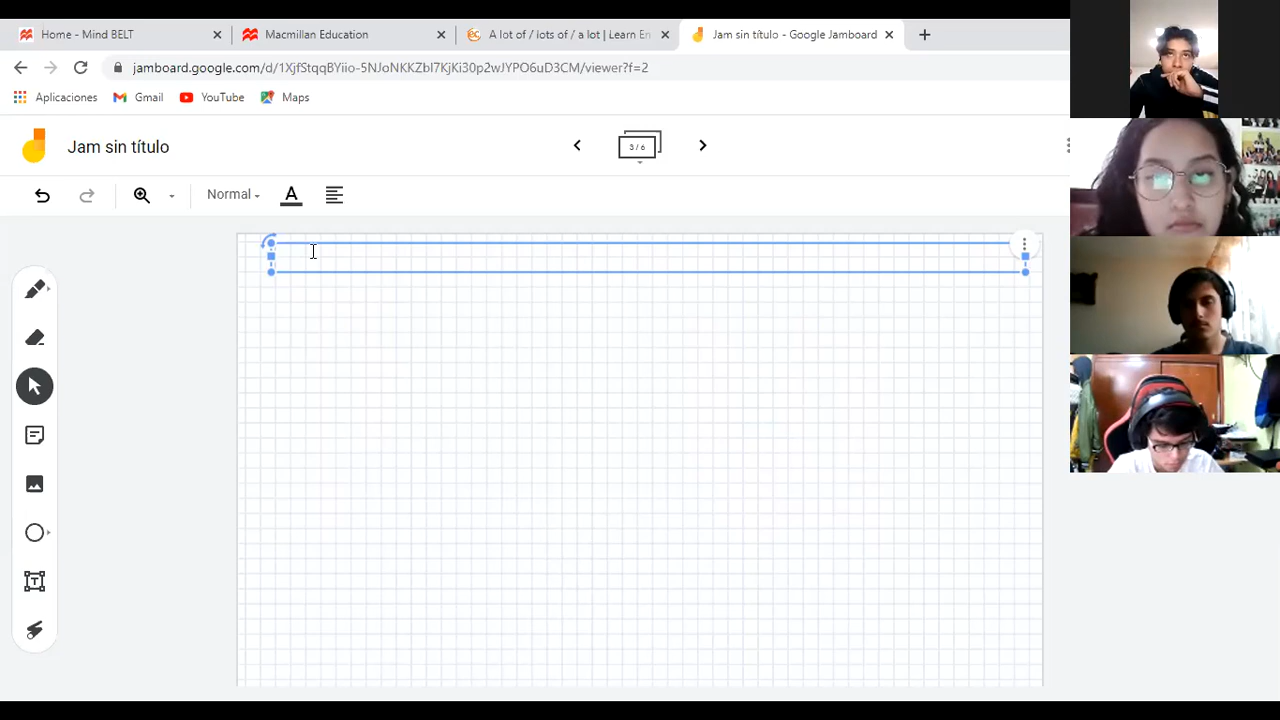 Home - Mind BELT
Macmillan Education
A lot of / lots of / a lot | Learn En
Jam sin título - Google Jamboard
jamboard.google.com/d/1XjfStqqBYiio-5NJoNKKZbl7KjKi30p2wJYPO6uD3CM/viewer?f=2
Aplicaciones
Gmail
YouTube
Maps
Jam sin título
3 / 6
Normal